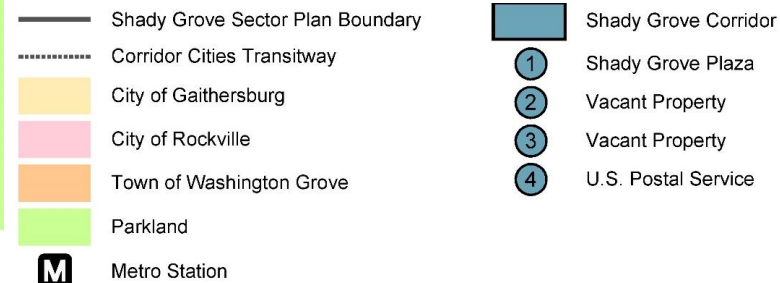 Shady Grove Sector Plan Boundary
Corridor Cities Transitway
City of Gaithersburg
City of Rockville
Town of Washington Grove
Parkland
M Metro Station
Shady Grove Corridor
1 Shady Grove Plaza
2 Vacant Property
3 Vacant Property
4 U.S. Postal Service